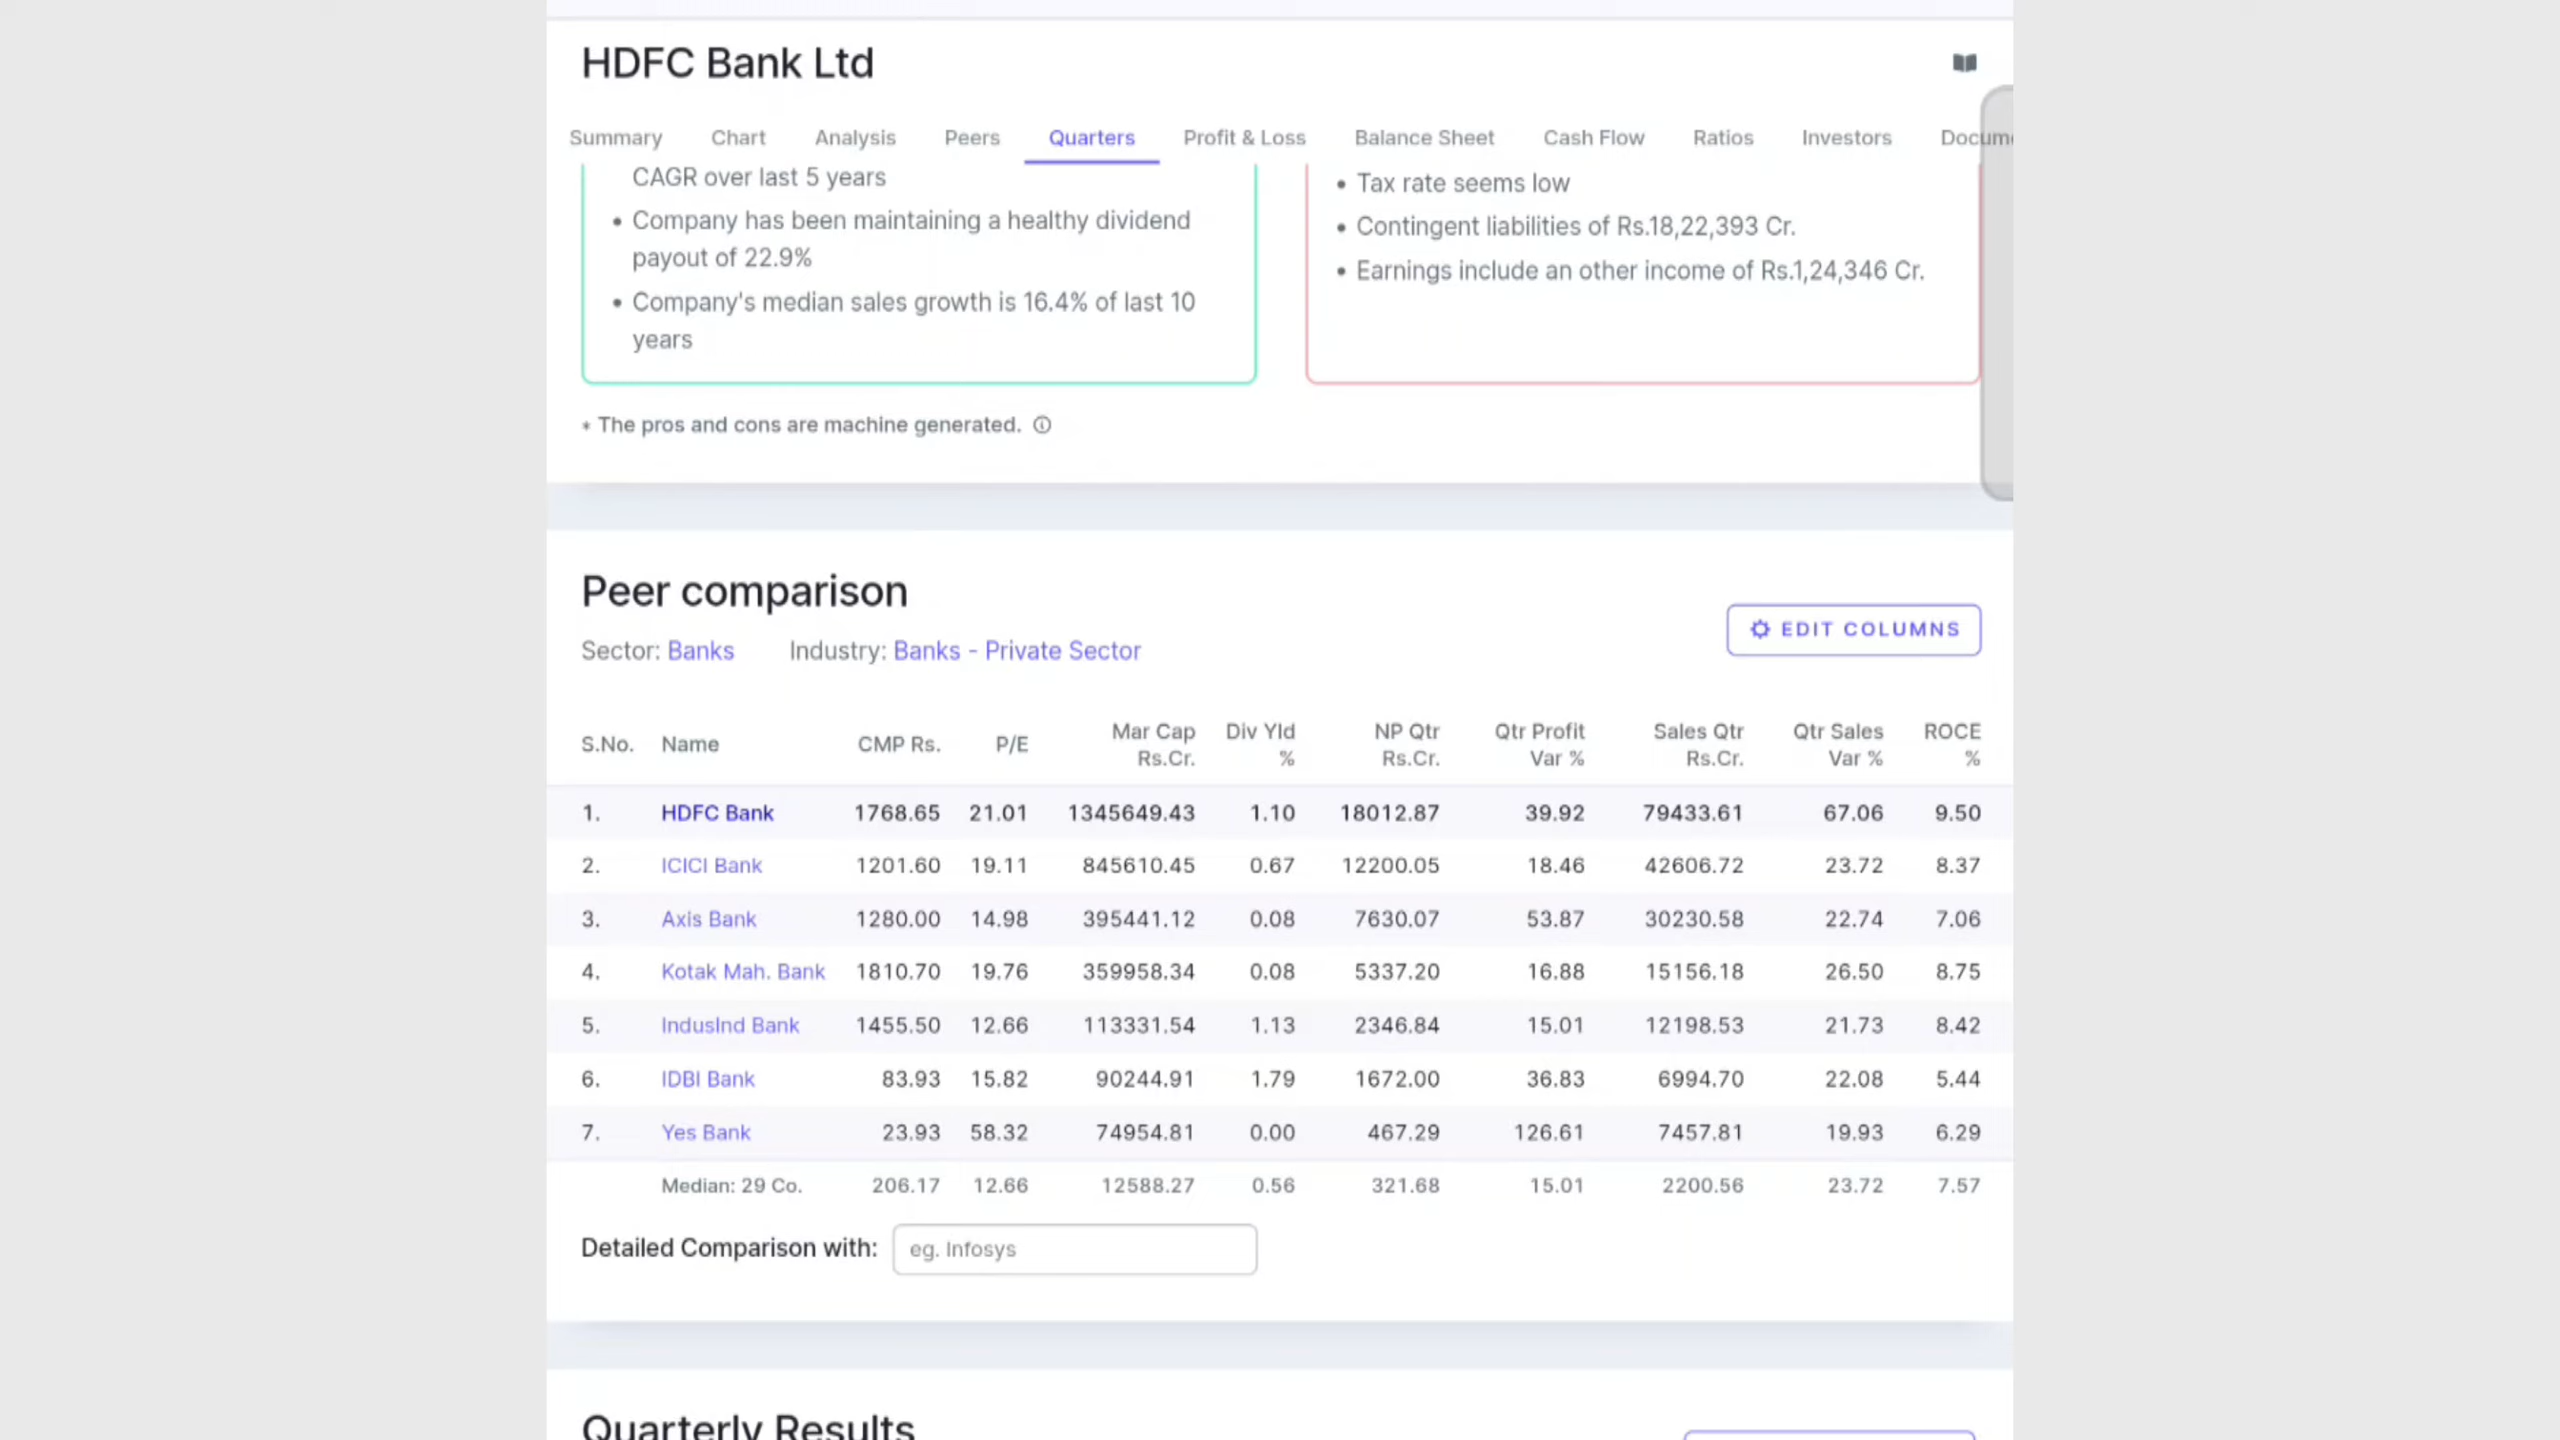 HDFC Bank Ltd
Summary Chart Analysis Peers Quarters Profit & Loss Balance Sheet Cash Flow Ratios Investors Docum
CAGR over last 5 years
• Company has been maintaining a healthy dividend
payout of 22.9%
• Company's median sales growth is 16.4% of last 10
years
• Tax rate seems low
• Contingent liabilities of Rs.18,22,393 Cr.
• Earnings include an other income of Rs.1,24,346 Cr.
* The pros and cons are machine generated.
Peer comparison
Sector: Banks Industry: Banks - Private Sector
EDIT COLUMNS
S.No. Name CMP Rs. P/E Mar Cap Rs.Cr. Div Yld % NP Qtr Rs.Cr. Qtr Profit Var % Sales Qtr Rs.Cr. Qtr Sales Var % ROCE %
1. HDFC Bank 1768.65 21.01 1345649.43 1.10 18012.87 39.92 79433.61 67.06 9.50
2. ICICI Bank 1201.60 19.11 845610.45 0.67 12200.05 18.46 42606.72 23.72 8.37
3. Axis Bank 1280.00 14.98 395441.12 0.08 7630.07 53.87 30230.58 22.74 7.06
4. Kotak Mah. Bank 1810.70 19.76 359958.34 0.08 5337.20 16.88 15156.18 26.50 8.75
5. IndusInd Bank 1455.50 12.66 113331.54 1.13 2346.84 15.01 12198.53 21.73 8.42
6. IDBI Bank 83.93 15.82 90244.91 1.79 1672.00 36.83 6994.70 22.08 5.44
7. Yes Bank 23.93 58.32 74954.81 0.00 467.29 126.61 7457.81 19.93 6.29
Median: 29 Co. 206.17 12.66 12588.27 0.56 321.68 15.01 2200.56 23.72 7.57
Detailed Comparison with: eg. Infosys
Quarterly Results